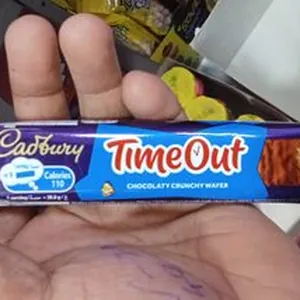 Cadbury
TimeOut
CHOCOLATY CRUNCHY WAFER
Calories
110